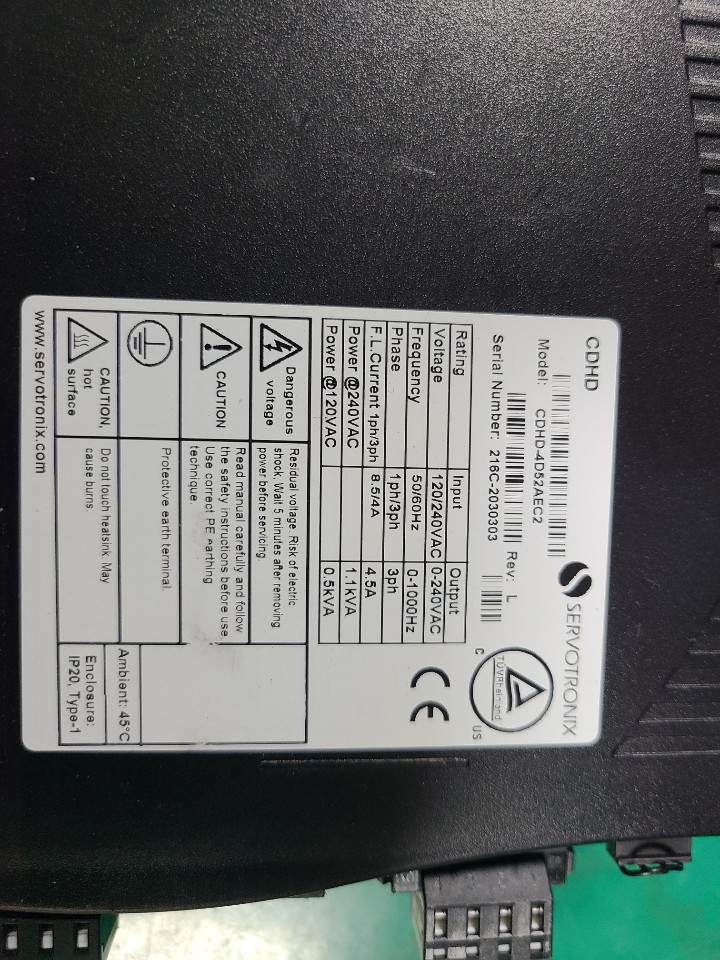 CDHD
SERVOTRONIX
Model: CDHD-4D52AEC2
Rev: L
Serial Number: 216C-2030303
Rating Input Output
Voltage 120/240VAC 0-240VAC
Frequency 50/60Hz 0-1000Hz
Phase 1ph/3ph 3ph
F.L.Current 1ph/3ph 8.5/4A 4.5A
Power @240VAC 1.1kVA
Power @120VAC 0.5kVA
TÜVRheinland
C US
CE
Dangerous voltage
Residual voltage. Risk of electric
shock. Wait 5 minutes after removing
power before servicing.
CAUTION
Read manual carefully and follow
the safety instructions before use.
Use correct PE earthing
technique.
Protective earth terminal.
Ambient: 45°C
CAUTION,
hot
surface
Do not touch heatsink. May
cause burns.
Enclosure:
IP20, Type-1
www.servotronix.com